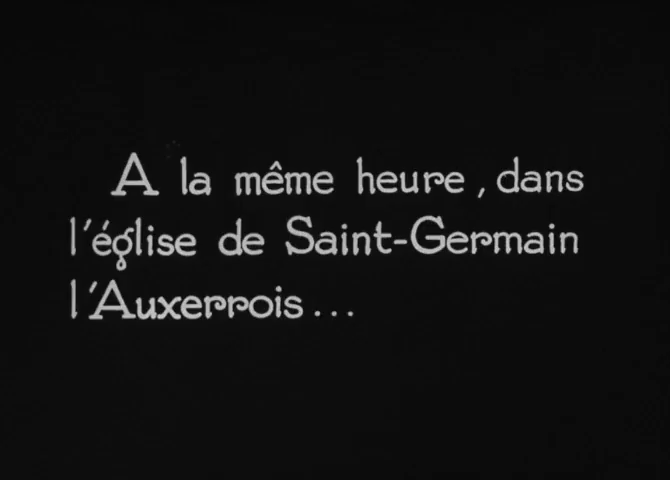 A la même heure, dans
l'église de Saint-Germain
l'Auxerrois...